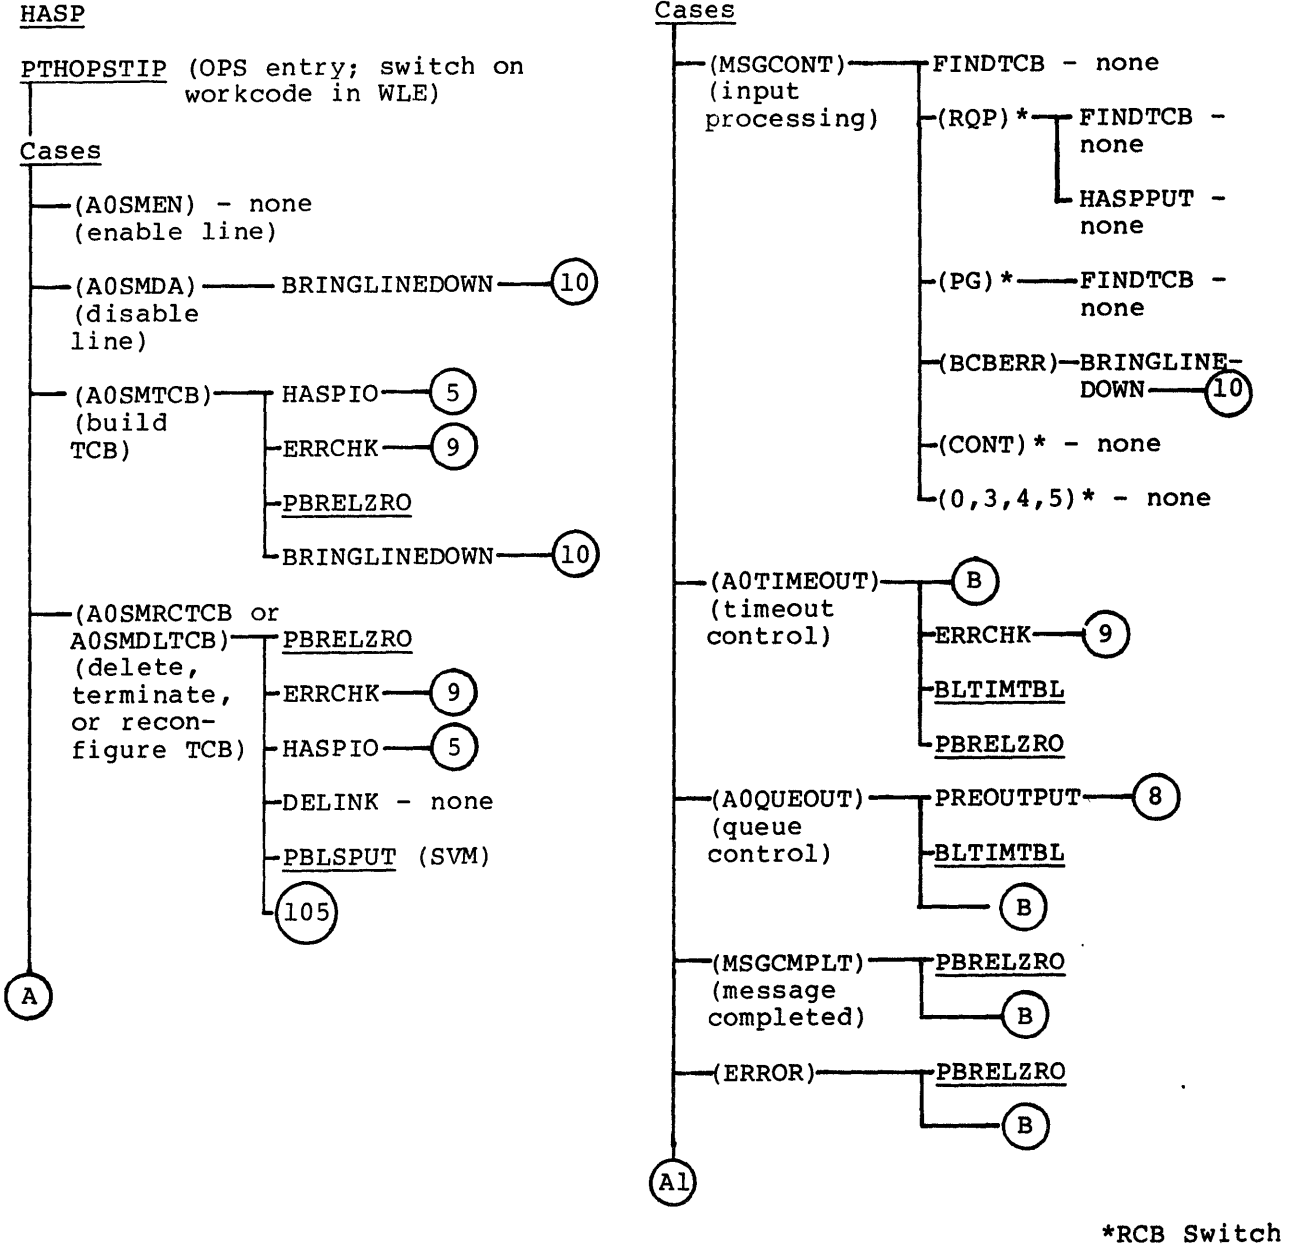 HASP
PTHOPSTIP (OPS entry; switch on
workcode in WLE)
Cases
(A0SMEN) - none
(enable line)
(A0SMDA) BRINGLINEDOWN 10
(disable
line)
(A0SMTCB) HASPIO 5
(build
TCB)
ERRCHK 9
PBRELZRO
BRINGLINEDOWN 10
(A0SMRCTCB or
A0SMDLTCB) PBRELZRO
(delete,
terminate,
or recon-
figure TCB)
ERRCHK 9
HASPIO 5
DELINK - none
PBLSPUT (SVM)
105
A
Cases
(MSGCONT) FINDTCB - none
(input
processing)
(RQP)* FINDTCB -
none
HASPPUT -
none
(PG)* FINDTCB -
none
(BCBERR) BRINGLINE-
DOWN 10
(CONT)* - none
(0,3,4,5)* - none
(A0TIMEOUT) B
(timeout
control)
ERRCHK 9
BLTIMTBL
PBRELZRO
(A0QUEOUT) PREOUTPUT 8
(queue
control)
BLTIMTBL
B
(MSGCMPLT) PBRELZRO
(message
completed)
B
(ERROR) PBRELZRO
B
A1
*RCB Switch